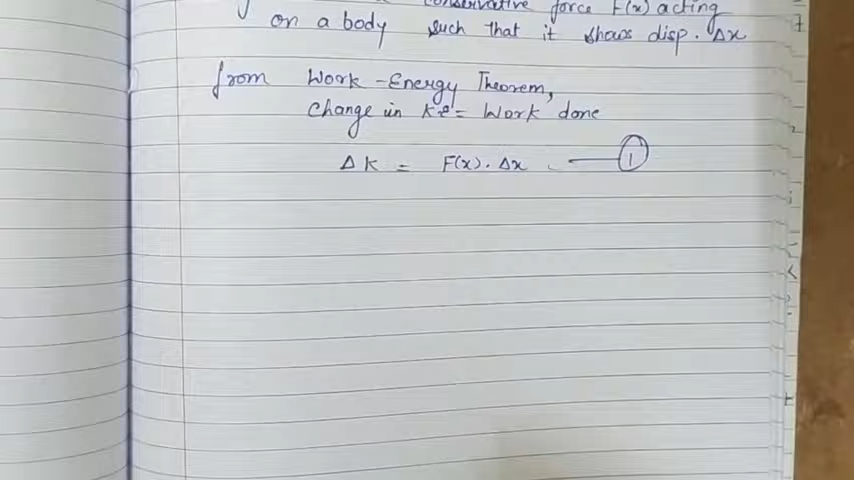 conservative force F(x) acting
on a body such that it shows disp. Δx
from Work-Energy Theorem,
Change in KE = Work done
ΔK = F(x). Δx 1